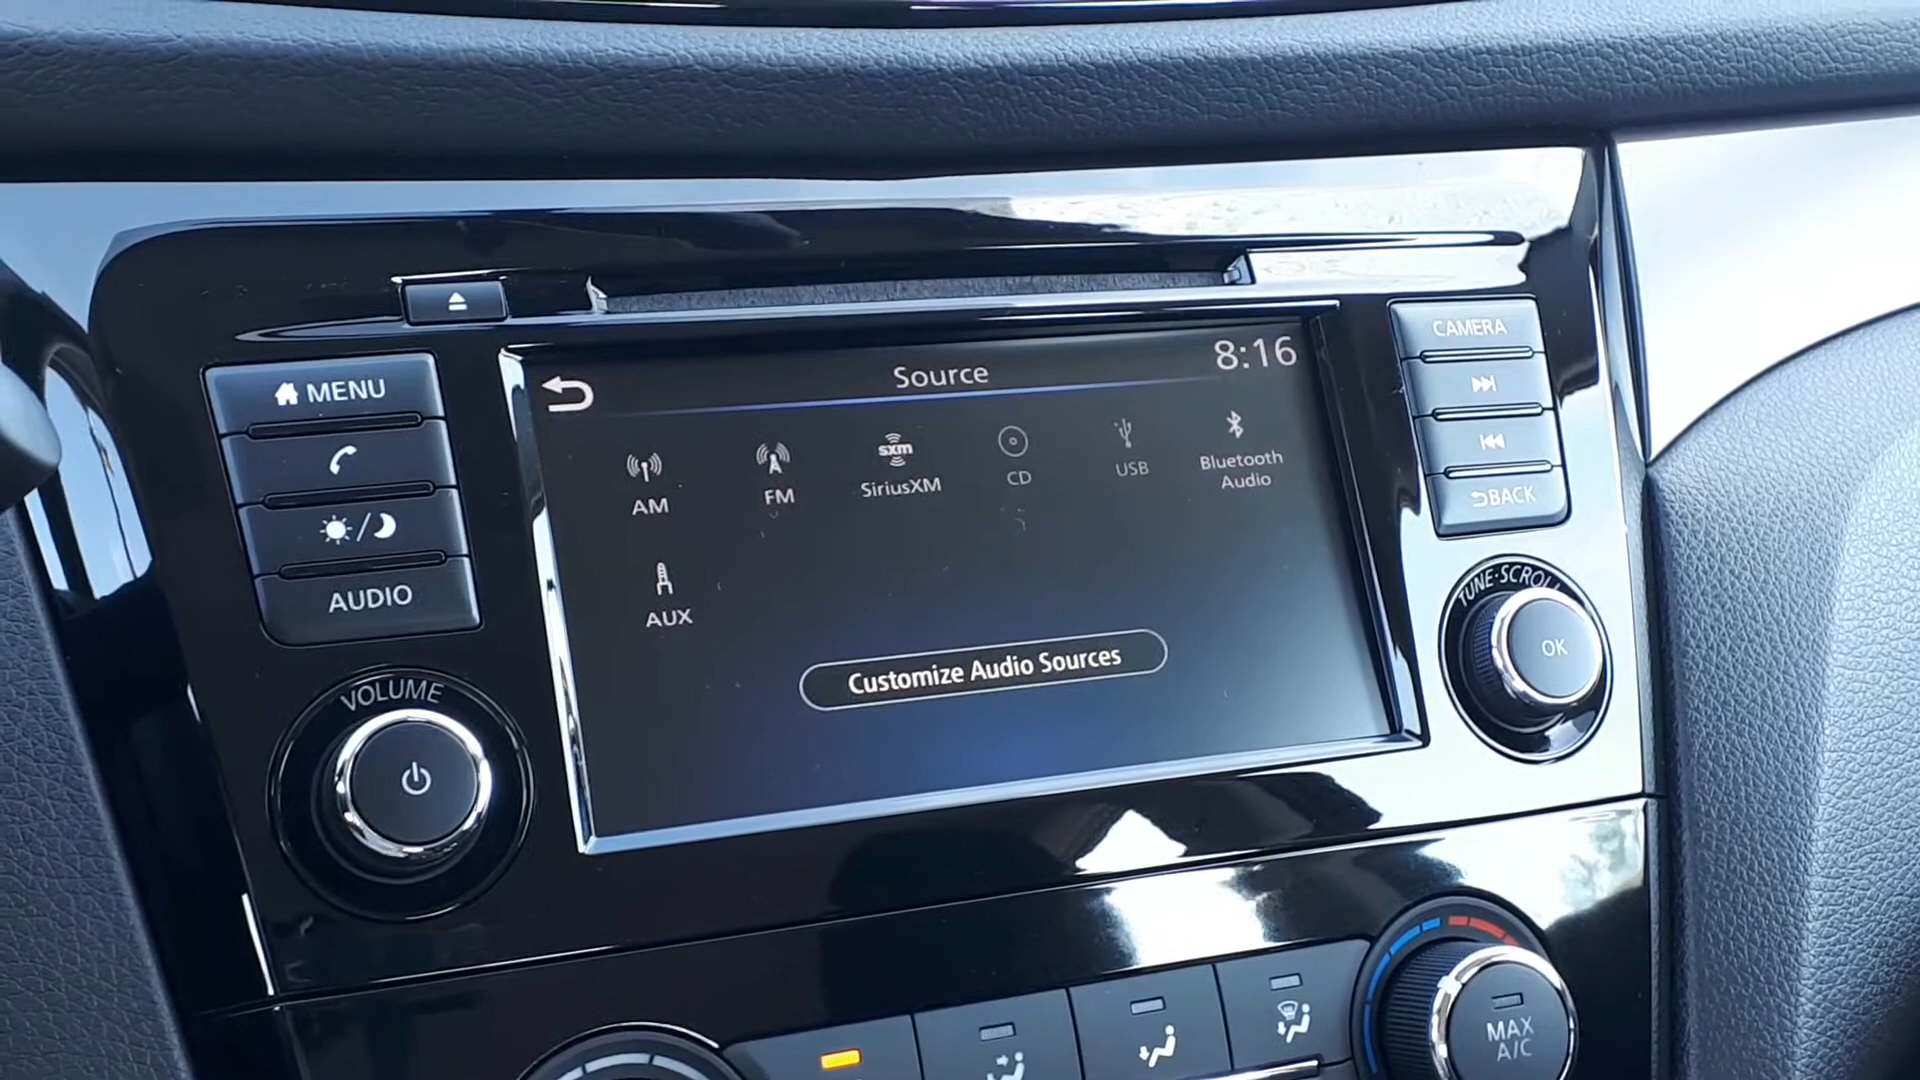 MENU
AUDIO
VOLUME
Source
8:16
AM
FM
sxm
SiriusXM
CD
USB
Bluetooth
Audio
AUX
Customize Audio Sources
CAMERA
BACK
TUNE·SCROLL
OK
MAX
A/C